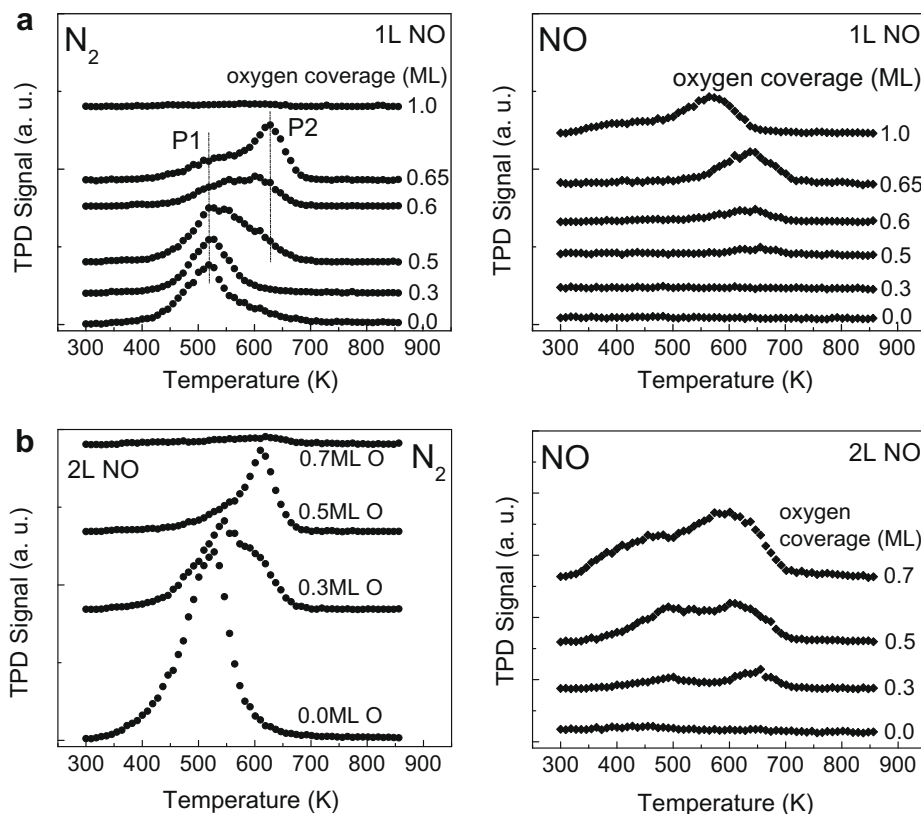 a
N2
1L NO
oxygen coverage (ML)
1.0
P1
P2
0.65
0.6
0.5
0.3
0.0
TPD Signal (a. u.)
300 400 500 600 700 800 900
Temperature (K)
NO
1L NO
oxygen coverage (ML)
1.0
0.65
0.6
0.5
0.3
0.0
TPD Signal (a. u.)
300 400 500 600 700 800 900
Temperature (K)
b
2L NO
N2
0.7ML O
0.5ML O
0.3ML O
0.0ML O
TPD Signal (a. u.)
300 400 500 600 700 800 900
Temperature (K)
NO
2L NO
oxygen
coverage (ML)
0.7
0.5
0.3
0.0
TPD Signal (a. u.)
300 400 500 600 700 800 900
Temperature (K)